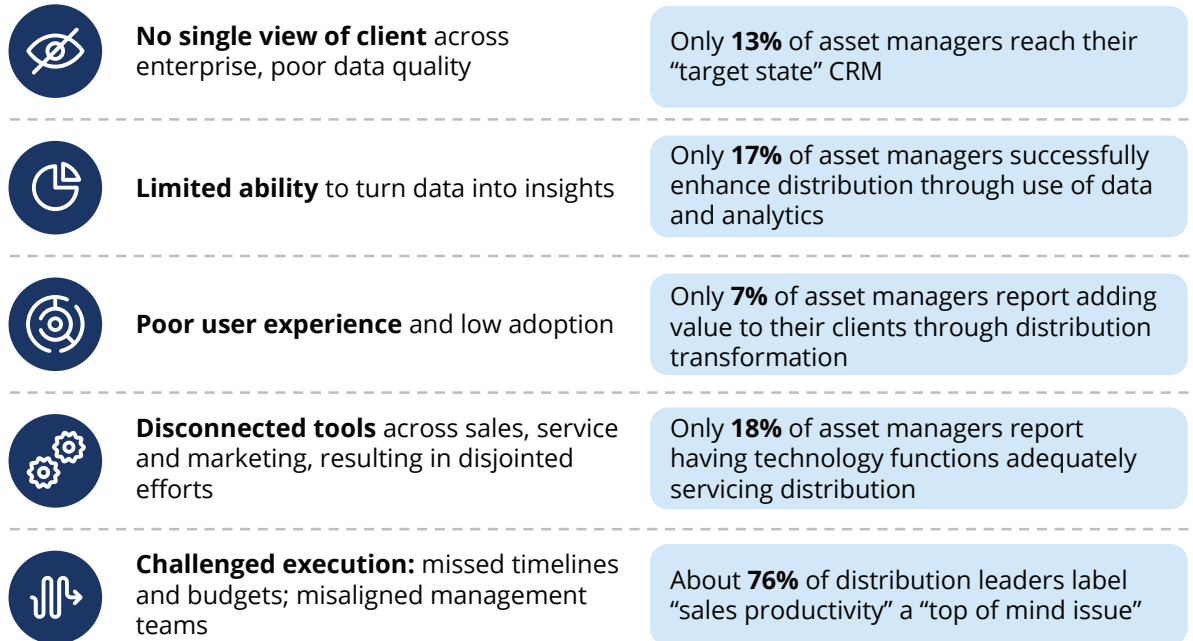 No single view of client across
enterprise, poor data quality
Only 13% of asset managers reach their
“target state” CRM
Limited ability to turn data into insights
Only 17% of asset managers successfully
enhance distribution through use of data
and analytics
Poor user experience and low adoption
Only 7% of asset managers report adding
value to their clients through distribution
transformation
Disconnected tools across sales, service
and marketing, resulting in disjointed
efforts
Only 18% of asset managers report
having technology functions adequately
servicing distribution
Challenged execution: missed timelines
and budgets; misaligned management
teams
About 76% of distribution leaders label
“sales productivity” a “top of mind issue”